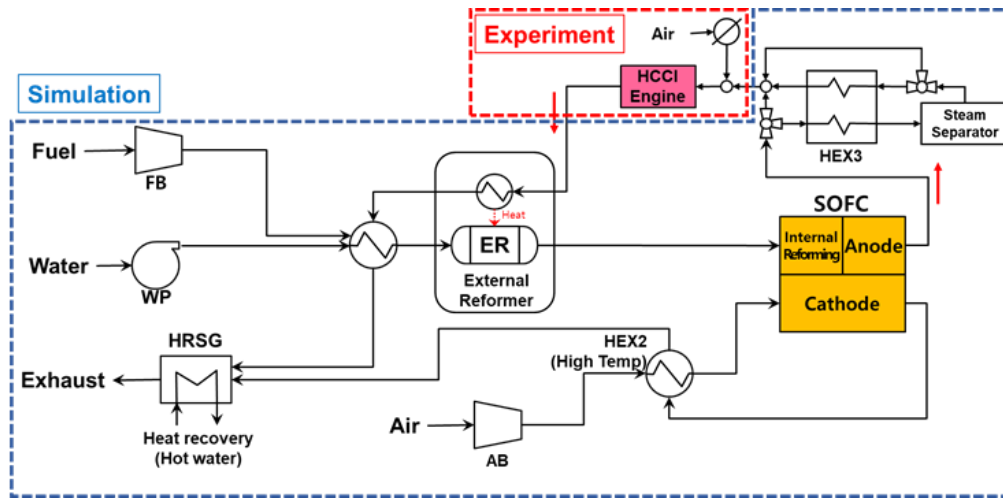 Experiment
Air
HCCI
Engine
Simulation
Steam
Separator
HEX3
Fuel
FB
Heat
ER
External
Reformer
SOFC
Internal
Reforming
Anode
Cathode
Water
WP
HRSG
HEX2
(High Temp)
Exhaust
Heat recovery
(Hot water)
Air
AB